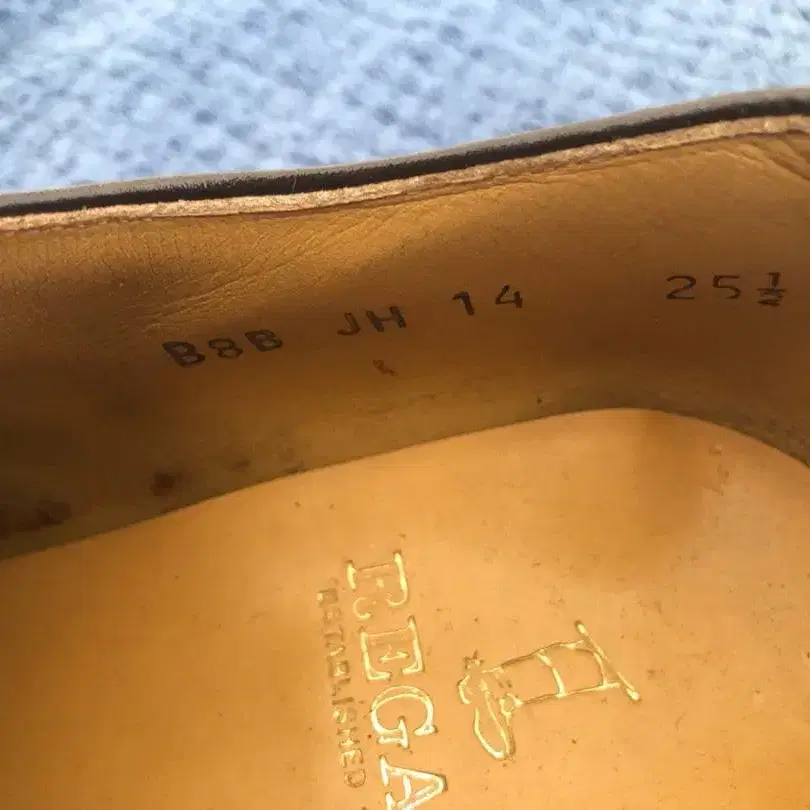 B8B JH 14 25½
REGA
ESTABLISHED